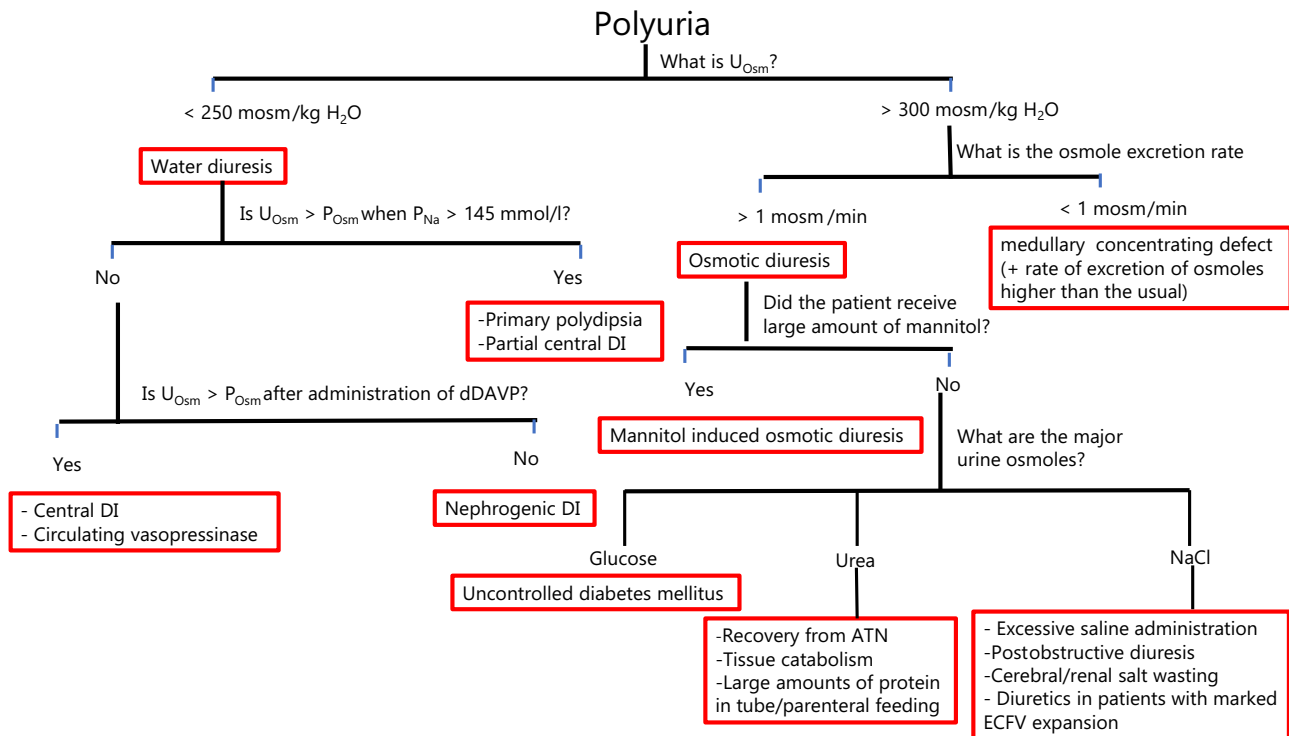 Polyuria
What is U_Osm?
< 250 mosm/kg H₂O
> 300 mosm/kg H₂O
Water diuresis
What is the osmole excretion rate
Is U_Osm > P_Osm when P_Na > 145 mmol/l?
> 1 mosm/min
< 1 mosm/min
No
Yes
Osmotic diuresis
medullary concentrating defect
(+ rate of excretion of osmoles
higher than the usual)
-Primary polydipsia
-Partial central DI
Did the patient receive
large amount of mannitol?
Is U_Osm > P_Osm after administration of dDAVP?
Yes
No
Yes
No
Mannitol induced osmotic diuresis
What are the major
urine osmoles?
- Central DI
- Circulating vasopressinase
Nephrogenic DI
Glucose
Urea
NaCl
Uncontrolled diabetes mellitus
-Recovery from ATN
-Tissue catabolism
-Large amounts of protein
in tube/parenteral feeding
- Excessive saline administration
-Postobstructive diuresis
-Cerebral/renal salt wasting
- Diuretics in patients with marked
ECFV expansion